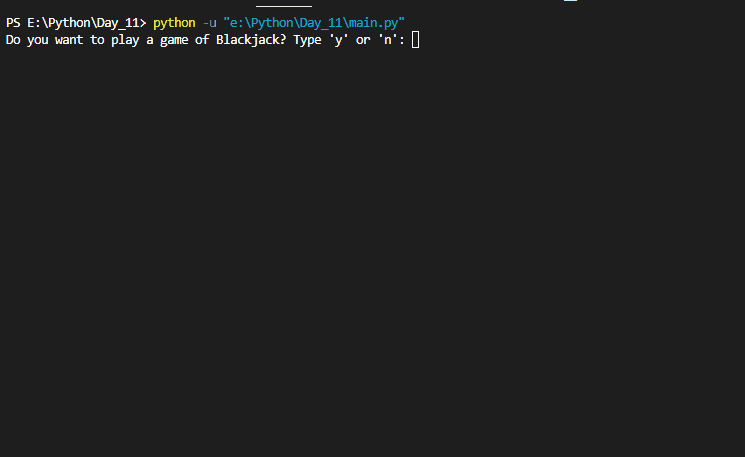 PS E:\Python\Day_11> python -u "e:\Python\Day_11\main.py"
Do you want to play a game of Blackjack? Type 'y' or 'n':